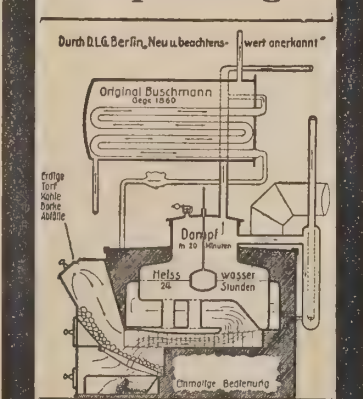 Durch D.L.G. Berlin „Neu u. beachtens- wert anerkannt"
Original Buschmann
Gegr 1860
Erdige
Torf
Kohle
Borke
Abfälle
Dampf
in 20 Minuten
Heiss wasser
24 Stunden
Einmalige Bedienung